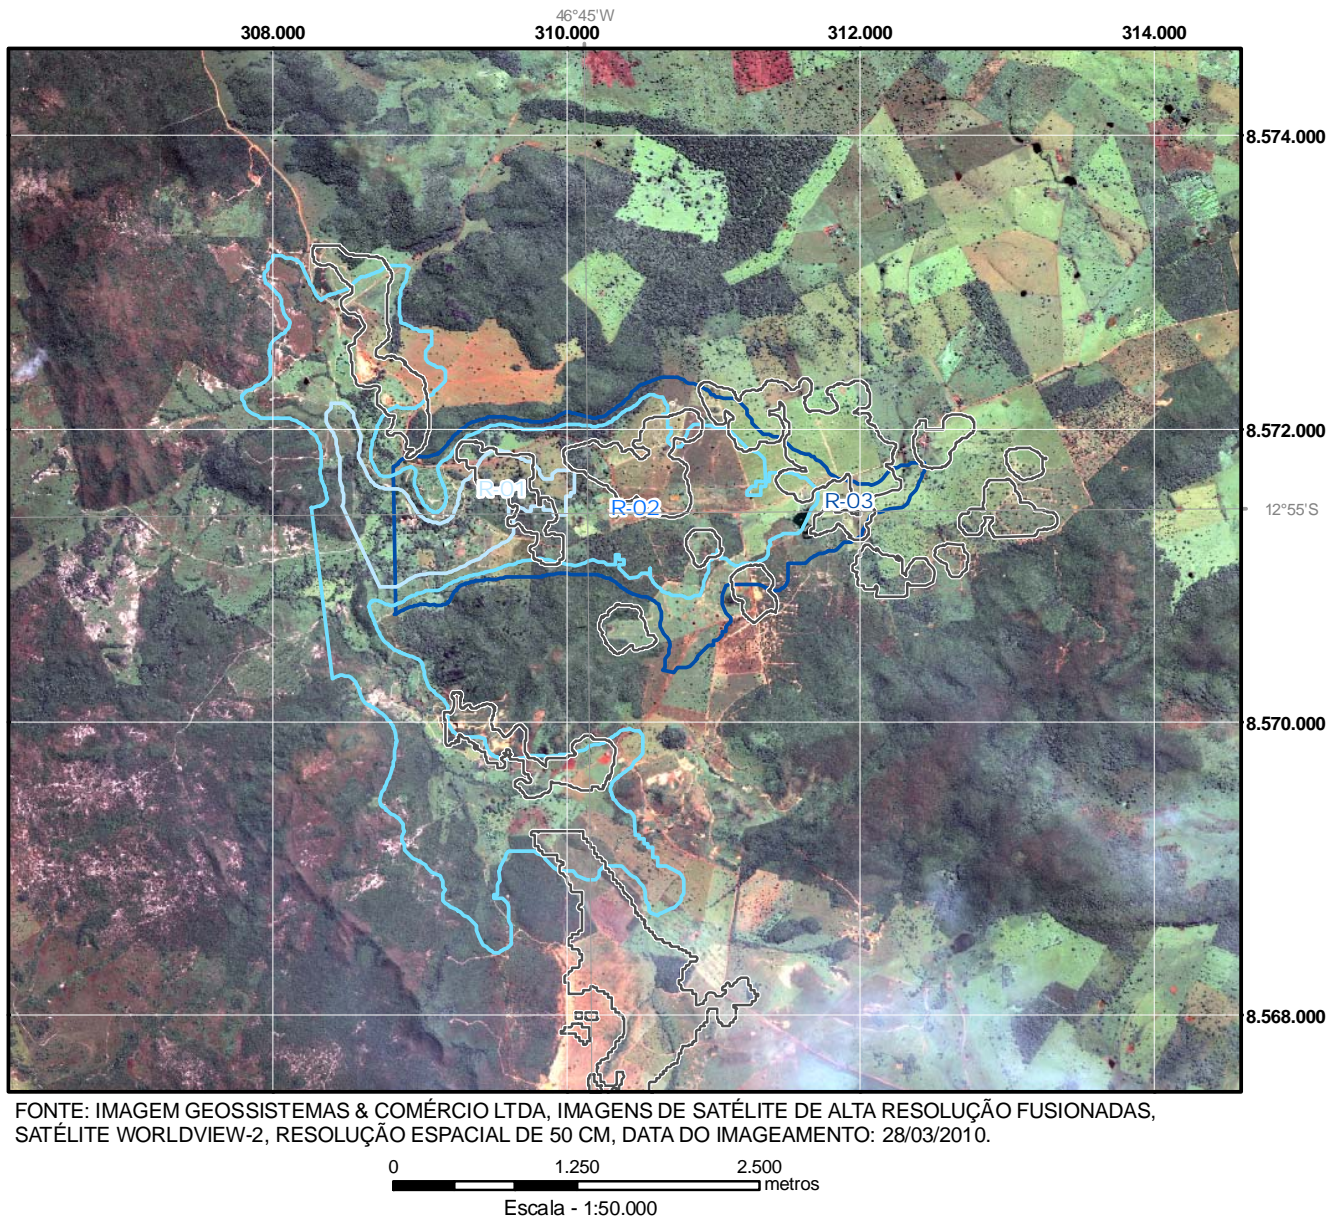 46°45'W
308.000 310.000 312.000 314.000
8.574.000
8.572.000
R-01 R-02 R-03
12°55'S
8.570.000
8.568.000
FONTE: IMAGEM GEOSSISTEMAS & COMÉRCIO LTDA, IMAGENS DE SATÉLITE DE ALTA RESOLUÇÃO FUSIONADAS,
SATÉLITE WORLDVIEW-2, RESOLUÇÃO ESPACIAL DE 50 CM, DATA DO IMAGEAMENTO: 28/03/2010.
0 1.250 2.500
metros
Escala - 1:50.000